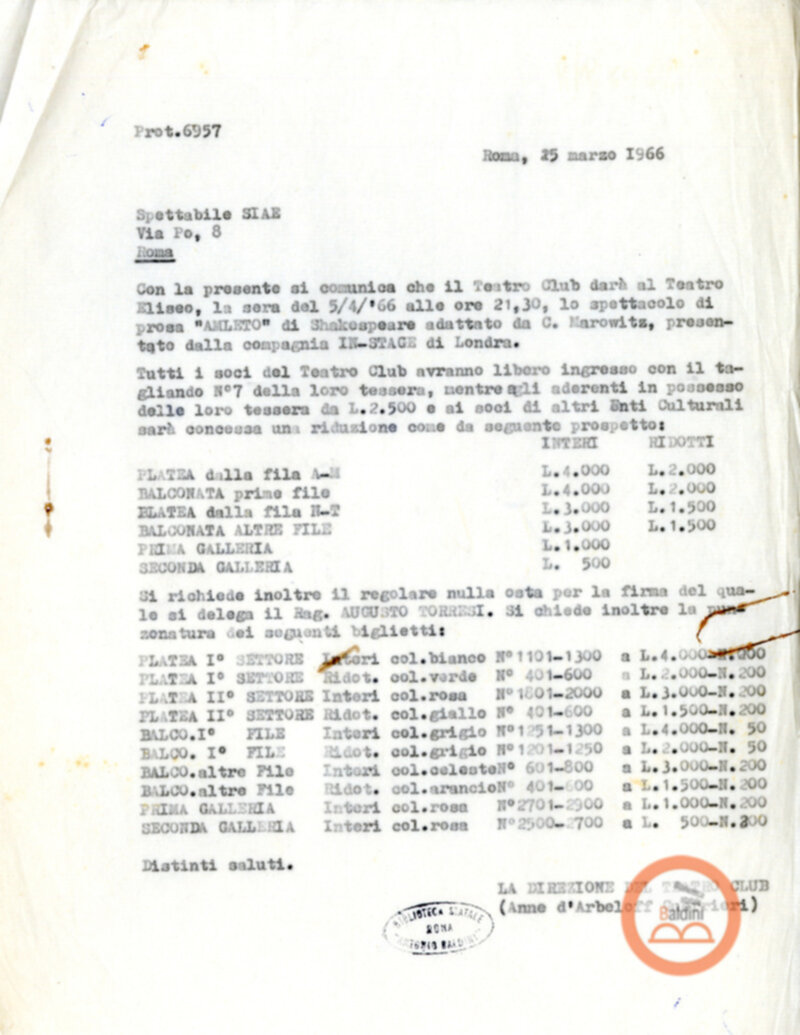 Prot.6957
Roma, 25 marzo 1966
Spettabile SIAE
Via Po, 8
Roma
Con la presente si comunica che il Teatro Club darà al Teatro
Eliseo, la sera del 5/4/'66 alle ore 21,30, lo spettacolo di
prosa "AMLETO" di Shakespeare adattato da C. Marowitz, presen-
tato dalla compagnia IN-STAGE di Londra.
Tutti i soci del Teatro Club avranno libero ingresso con il ta-
gliando N°7 della loro tessera, mentre agli aderenti in possesso
delle loro tessera da L.2.500 e ai soci di altri Enti Culturali
sarà concessa una riduzione come da seguente prospetto:
INTERI RIDOTTI
PLATEA dalla fila A-M L.4.000 L.2.000
BALCONATA prime file L.4.000 L.2.000
PLATEA dalla fila N-T L.3.000 L.1.500
BALCONATA ALTRE FILE L.3.000 L.1.500
PRIMA GALLERIA L.1.000
SECONDA GALLERIA L. 500
Si richiede inoltre il regolare nulla osta per la firma del qua-
le si delega il Rag. AUGUSTO TORRESI. Si chiede inoltre la pun-
zonatura dei seguenti biglietti:
PLATEA I° SETTORE Interi col.bianco N°1101-1300 a L.4.000-N.200
PLATEA I° SETTORE Ridot. col.verde N° 401-600 a L.2.000-N.200
PLATEA II° SETTORE Interi col.rosa N°1801-2000 a L.3.000-N.200
PLATEA II° SETTORE Ridot. col.giallo N° 401-600 a L.1.500-N.200
BALCO.I° FILE Interi col.grigio N°1251-1300 a L.4.000-N. 50
BALCO. I° FILE Ridot. col.grigio N°1201-1250 a L.2.000-N. 50
BALCO.altre File Interi col.celesteN° 601-800 a L.3.000-N.200
BALCO.altre File Ridot. col.arancioN° 401-600 a L.1.500-N.200
PRIMA GALLERIA Interi col.rosa N°2701-2900 a L.1.000-N.200
SECONDA GALLERIA Interi col.rosa N°2500-2700 a L. 500-N.200
Distinti saluti.
LA DIREZIONE DEL TEATRO CLUB
(Anne d'Arbeloff Guerrieri)
BIBLIOTECA STATALE
ROMA
"ANTONIO BALDINI"
Baldini